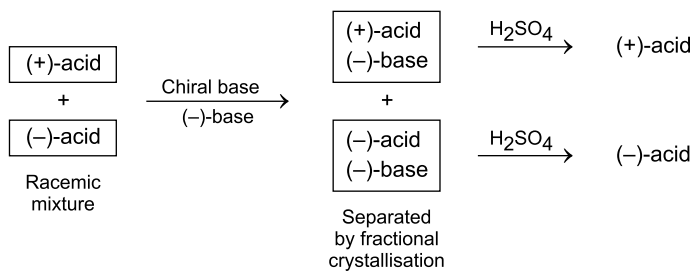 (+)-acid
+
(–)-acid
Racemic
mixture
Chiral base
(–)-base
(+)-acid
(–)-base
+
(–)-acid
(–)-base
Separated
by fractional
crystallisation
H₂SO₄
(+)-acid
H₂SO₄
(–)-acid